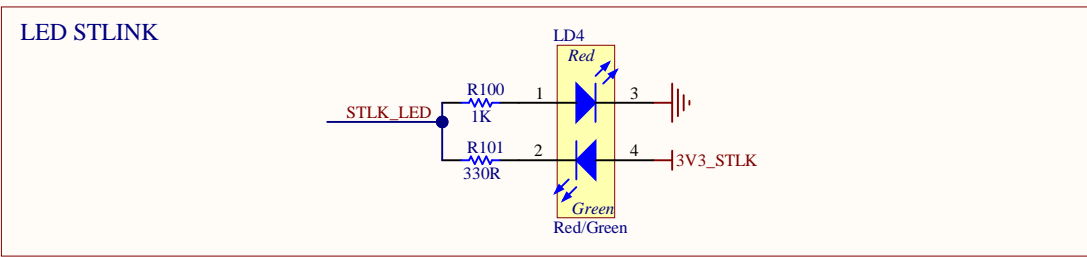 LED STLINK
LD4
Red
R100
1
3
STLK_LED
1K
R101
2
4
3V3_STLK
330R
Green
Red/Green